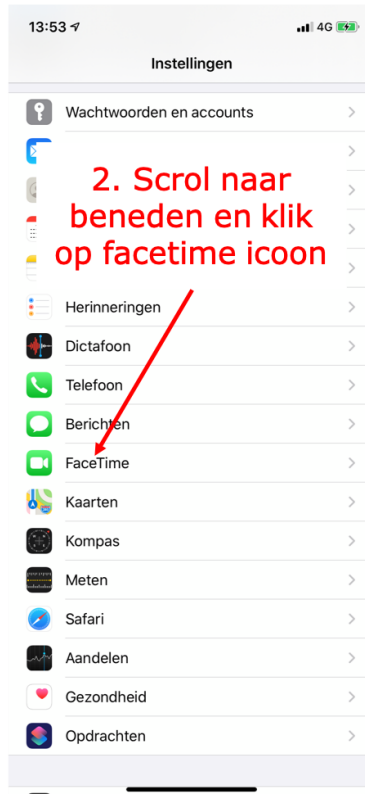 13:53
4G
Instellingen
Wachtwoorden en accounts
2. Scrol naar
beneden en klik
op facetime icoon
Herinneringen
Dictafoon
Telefoon
Berichten
FaceTime
Kaarten
Kompas
Meten
Safari
Aandelen
Gezondheid
Opdrachten